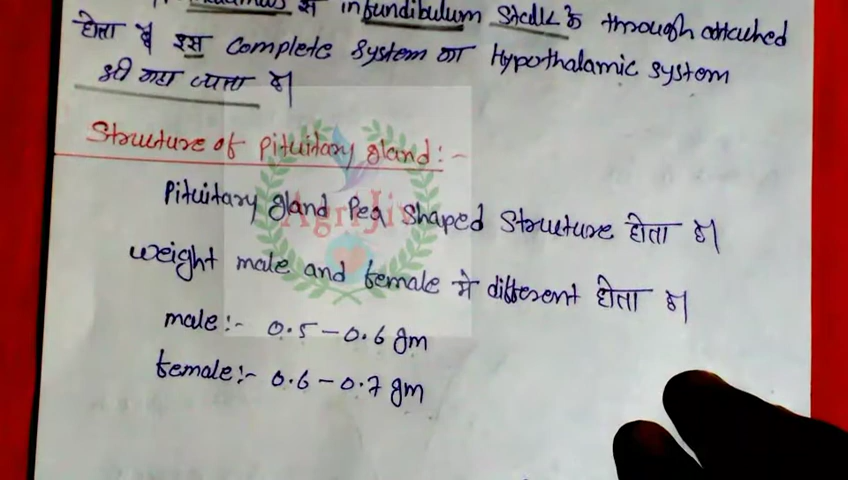 से infundibulum Stalk के through attached
होता है इस Complete System का Hypothalamic System
भी कहा जाता है|
Structure of Pituitary gland:-
Pituitary gland Pea Shaped Structure होता है|
weight male and female में different होता है|
male:- 0.5-0.6 gm
female:- 0.6-0.7 gm